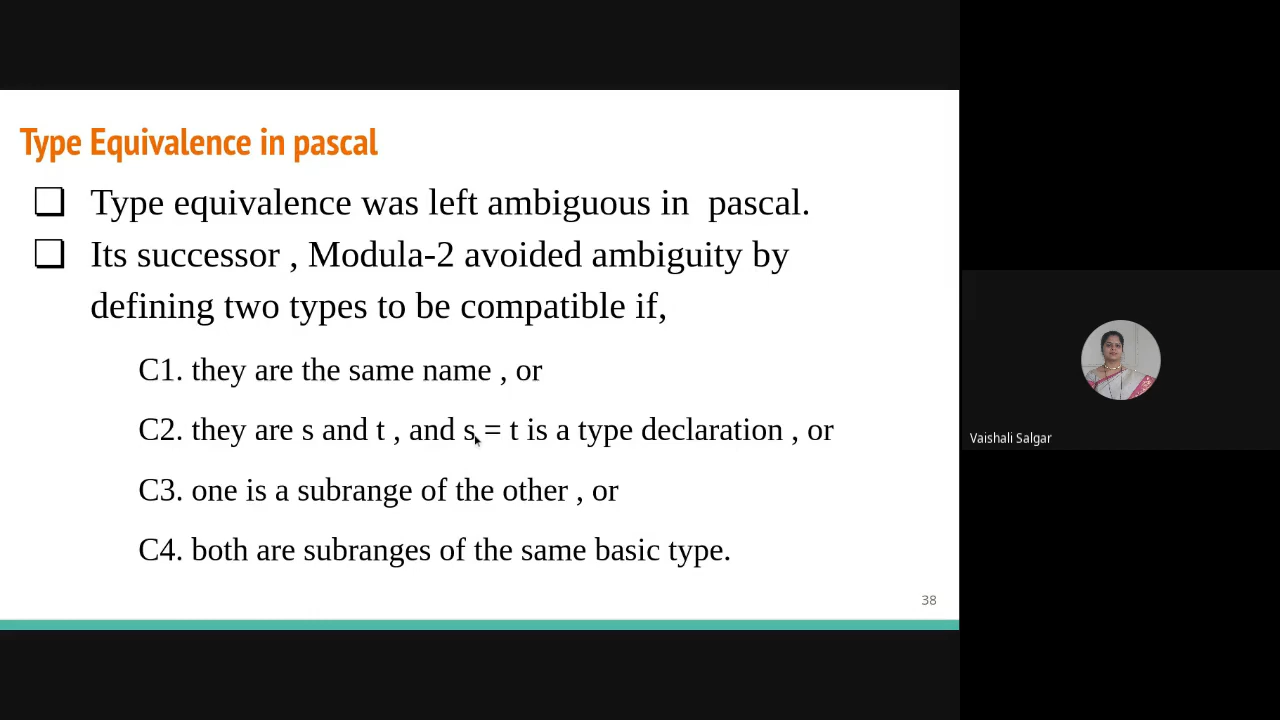 Type Equivalence in pascal
❏ Type equivalence was left ambiguous in  pascal.
❏ Its successor , Modula-2 avoided ambiguity by
defining two types to be compatible if,
C1. they are the same name , or
C2. they are s and t , and s = t is a type declaration , or
C3. one is a subrange of the other , or
C4. both are subranges of the same basic type.
38
Vaishali Salgar